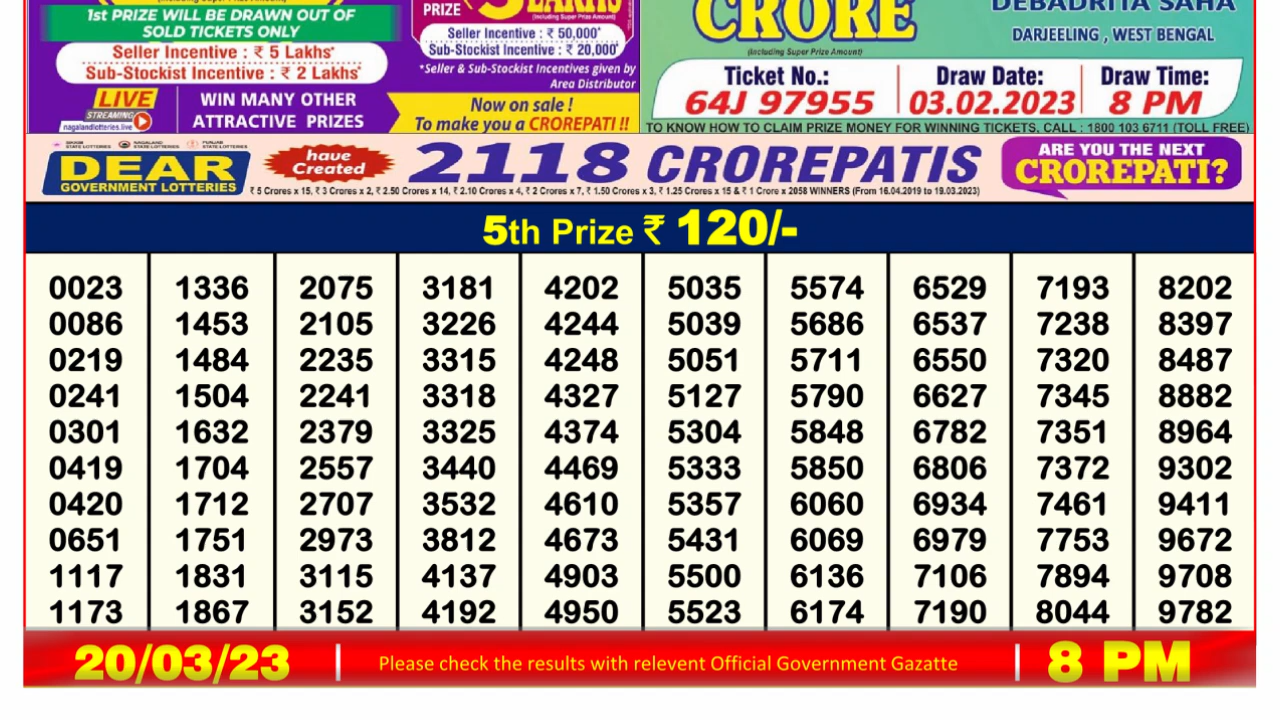 1st PRIZE WILL BE DRAWN OUT OF
SOLD TICKETS ONLY
Seller Incentive : ₹ 5 Lakhs*
Sub-Stockist Incentive : ₹ 2 Lakhs*
LIVE
STREAMING
nagalandlotteries.live
WIN MANY OTHER
ATTRACTIVE PRIZES
PRIZE
(Including Super Prize Amount)
Seller Incentive : ₹ 50,000*
Sub-Stockist Incentive : ₹ 20,000*
*Seller & Sub-Stockist Incentives given by
Area Distributor
Now on sale !
To make you a CROREPATI !!
CRORE
(Including Super Prize Amount)
DEBADRITA SAHA
DARJEELING , WEST BENGAL
Ticket No.: Draw Date: Draw Time:
64J 97955 03.02.2023 8 PM
TO KNOW HOW TO CLAIM PRIZE MONEY FOR WINNING TICKETS, CALL : 1800 103 6711 (TOLL FREE)
DEAR
GOVERNMENT LOTTERIES
have
Created
2118 CROREPATIS
₹ 5 Crores x 15, ₹ 3 Crores x 2, ₹ 2.50 Crores x 14, ₹ 2.10 Crores x 4, ₹ 2 Crores x 7, ₹ 1.50 Crores x 3, ₹ 1.25 Crores x 15 & ₹ 1 Crore x 2058 WINNERS (From 16.04.2019 to 19.03.2023)
ARE YOU THE NEXT
CROREPATI?
5th Prize ₹ 120/-
0023 1336 2075 3181 4202 5035 5574 6529 7193 8202
0086 1453 2105 3226 4244 5039 5686 6537 7238 8397
0219 1484 2235 3315 4248 5051 5711 6550 7320 8487
0241 1504 2241 3318 4327 5127 5790 6627 7345 8882
0301 1632 2379 3325 4374 5304 5848 6782 7351 8964
0419 1704 2557 3440 4469 5333 5850 6806 7372 9302
0420 1712 2707 3532 4610 5357 6060 6934 7461 9411
0651 1751 2973 3812 4673 5431 6069 6979 7753 9672
1117 1831 3115 4137 4903 5500 6136 7106 7894 9708
1173 1867 3152 4192 4950 5523 6174 7190 8044 9782
20/03/23 Please check the results with relevent Official Government Gazatte 8 PM